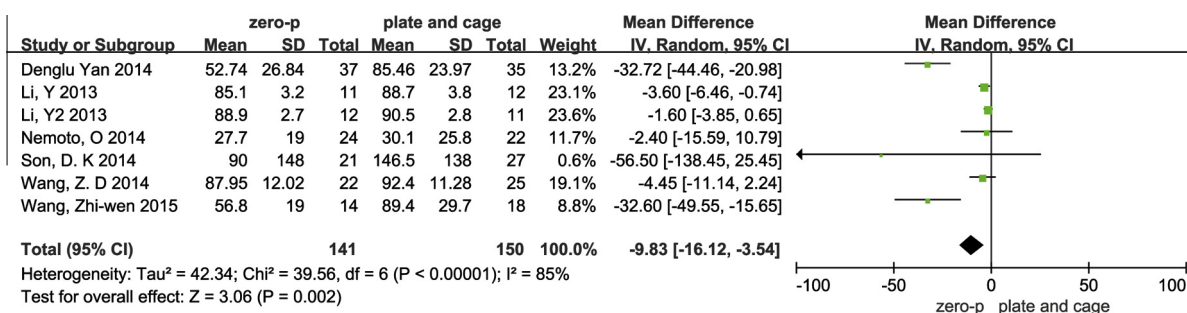 zero-p plate and cage Mean Difference Mean Difference
Study or Subgroup Mean SD Total Mean SD Total Weight IV, Random, 95% CI IV, Random, 95% CI
Denglu Yan 2014 52.74 26.84 37 85.46 23.97 35 13.2% -32.72 [-44.46, -20.98]
Li, Y 2013 85.1 3.2 11 88.7 3.8 12 23.1% -3.60 [-6.46, -0.74]
Li, Y2 2013 88.9 2.7 12 90.5 2.8 11 23.6% -1.60 [-3.85, 0.65]
Nemoto, O 2014 27.7 19 24 30.1 25.8 22 11.7% -2.40 [-15.59, 10.79]
Son, D. K 2014 90 148 21 146.5 138 27 0.6% -56.50 [-138.45, 25.45]
Wang, Z. D 2014 87.95 12.02 22 92.4 11.28 25 19.1% -4.45 [-11.14, 2.24]
Wang, Zhi-wen 2015 56.8 19 14 89.4 29.7 18 8.8% -32.60 [-49.55, -15.65]
Total (95% CI) 141 150 100.0% -9.83 [-16.12, -3.54]
Heterogeneity: Tau² = 42.34; Chi² = 39.56, df = 6 (P < 0.00001); I² = 85%
Test for overall effect: Z = 3.06 (P = 0.002)
-100 -50 0 50 100
zero-p plate and cage